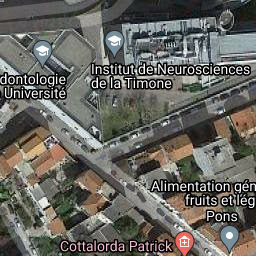 Institut de Neurosciences
de la Timone
dontologie
Université
Alimentation gén
fruits et lég
Pons
Cottalorda Patrick